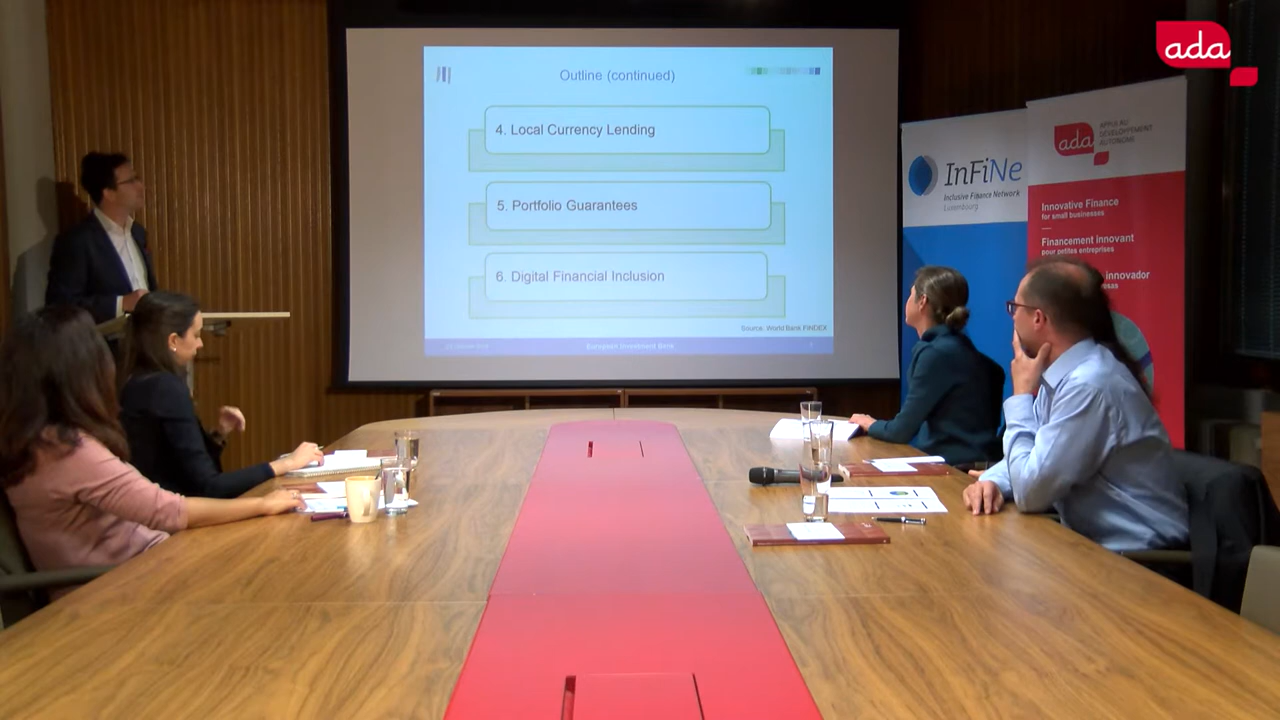 ada
Outline (continued)
4. Local Currency Lending
5. Portfolio Guarantees
6. Digital Financial Inclusion
Source. World Bank FINDEX
European Investment Bank
InFiNe
Inclusive Finance Network
Luxembourg
ada
APPUI AU
DÉVELOPPEMENT
AUTONOME
Innovative Finance
for small businesses
Financement innovant
pour petites entreprises
innovador